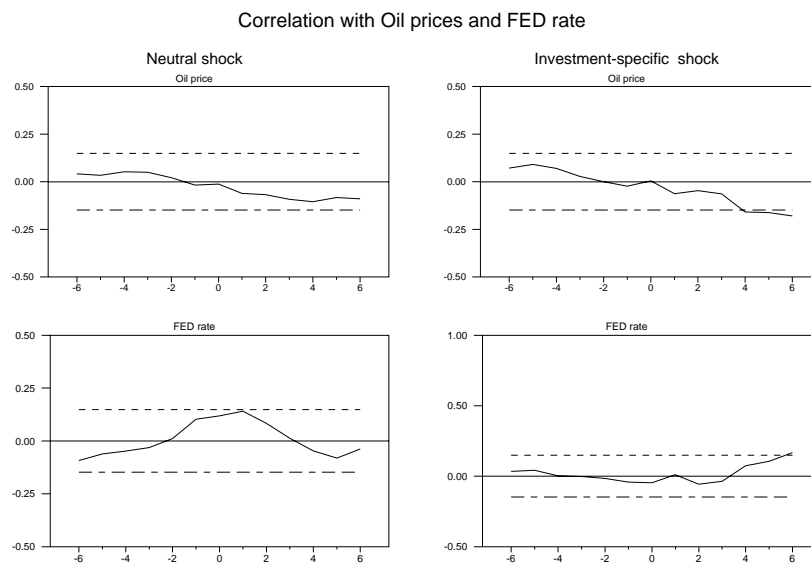 Correlation with Oil prices and FED rate
Neutral shock
Investment-specific shock
Oil price
Oil price
0.50
0.25
0.00
-0.25
-0.50
-6 -4 -2 0 2 4 6
0.50
0.25
0.00
-0.25
-0.50
-6 -4 -2 0 2 4 6
FED rate
FED rate
0.50
0.25
0.00
-0.25
-0.50
-6 -4 -2 0 2 4 6
1.00
0.50
0.00
-0.50
-6 -4 -2 0 2 4 6